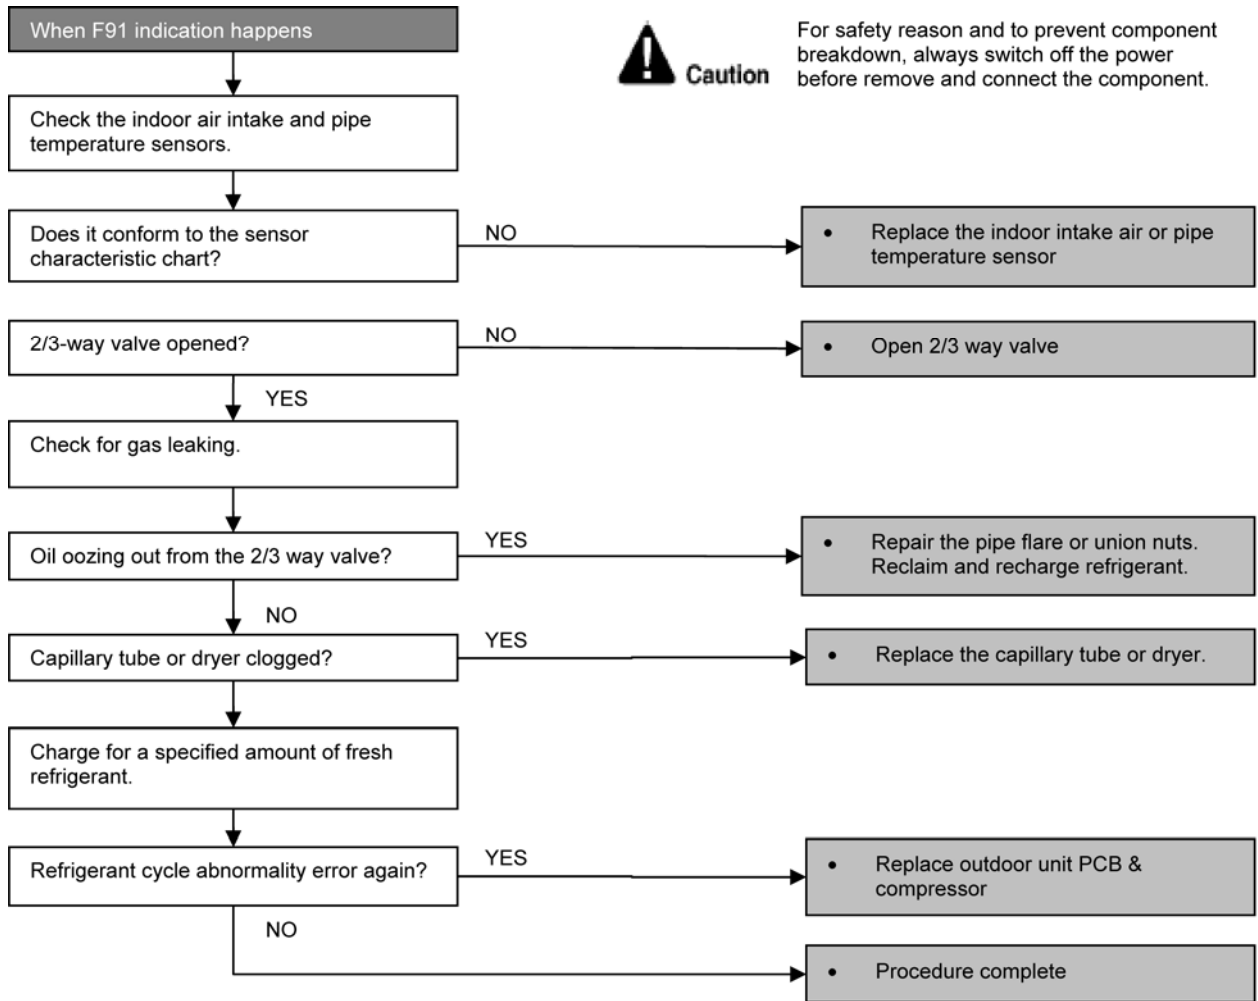 When F91 indication happens
Caution
For safety reason and to prevent component
breakdown, always switch off the power
before remove and connect the component.
Check the indoor air intake and pipe
temperature sensors.
Does it conform to the sensor
characteristic chart?
NO
• Replace the indoor intake air or pipe
temperature sensor
2/3-way valve opened?
NO
• Open 2/3 way valve
YES
Check for gas leaking.
Oil oozing out from the 2/3 way valve?
YES
• Repair the pipe flare or union nuts.
Reclaim and recharge refrigerant.
NO
Capillary tube or dryer clogged?
YES
• Replace the capillary tube or dryer.
Charge for a specified amount of fresh
refrigerant.
Refrigerant cycle abnormality error again?
YES
• Replace outdoor unit PCB &
compressor
NO
• Procedure complete